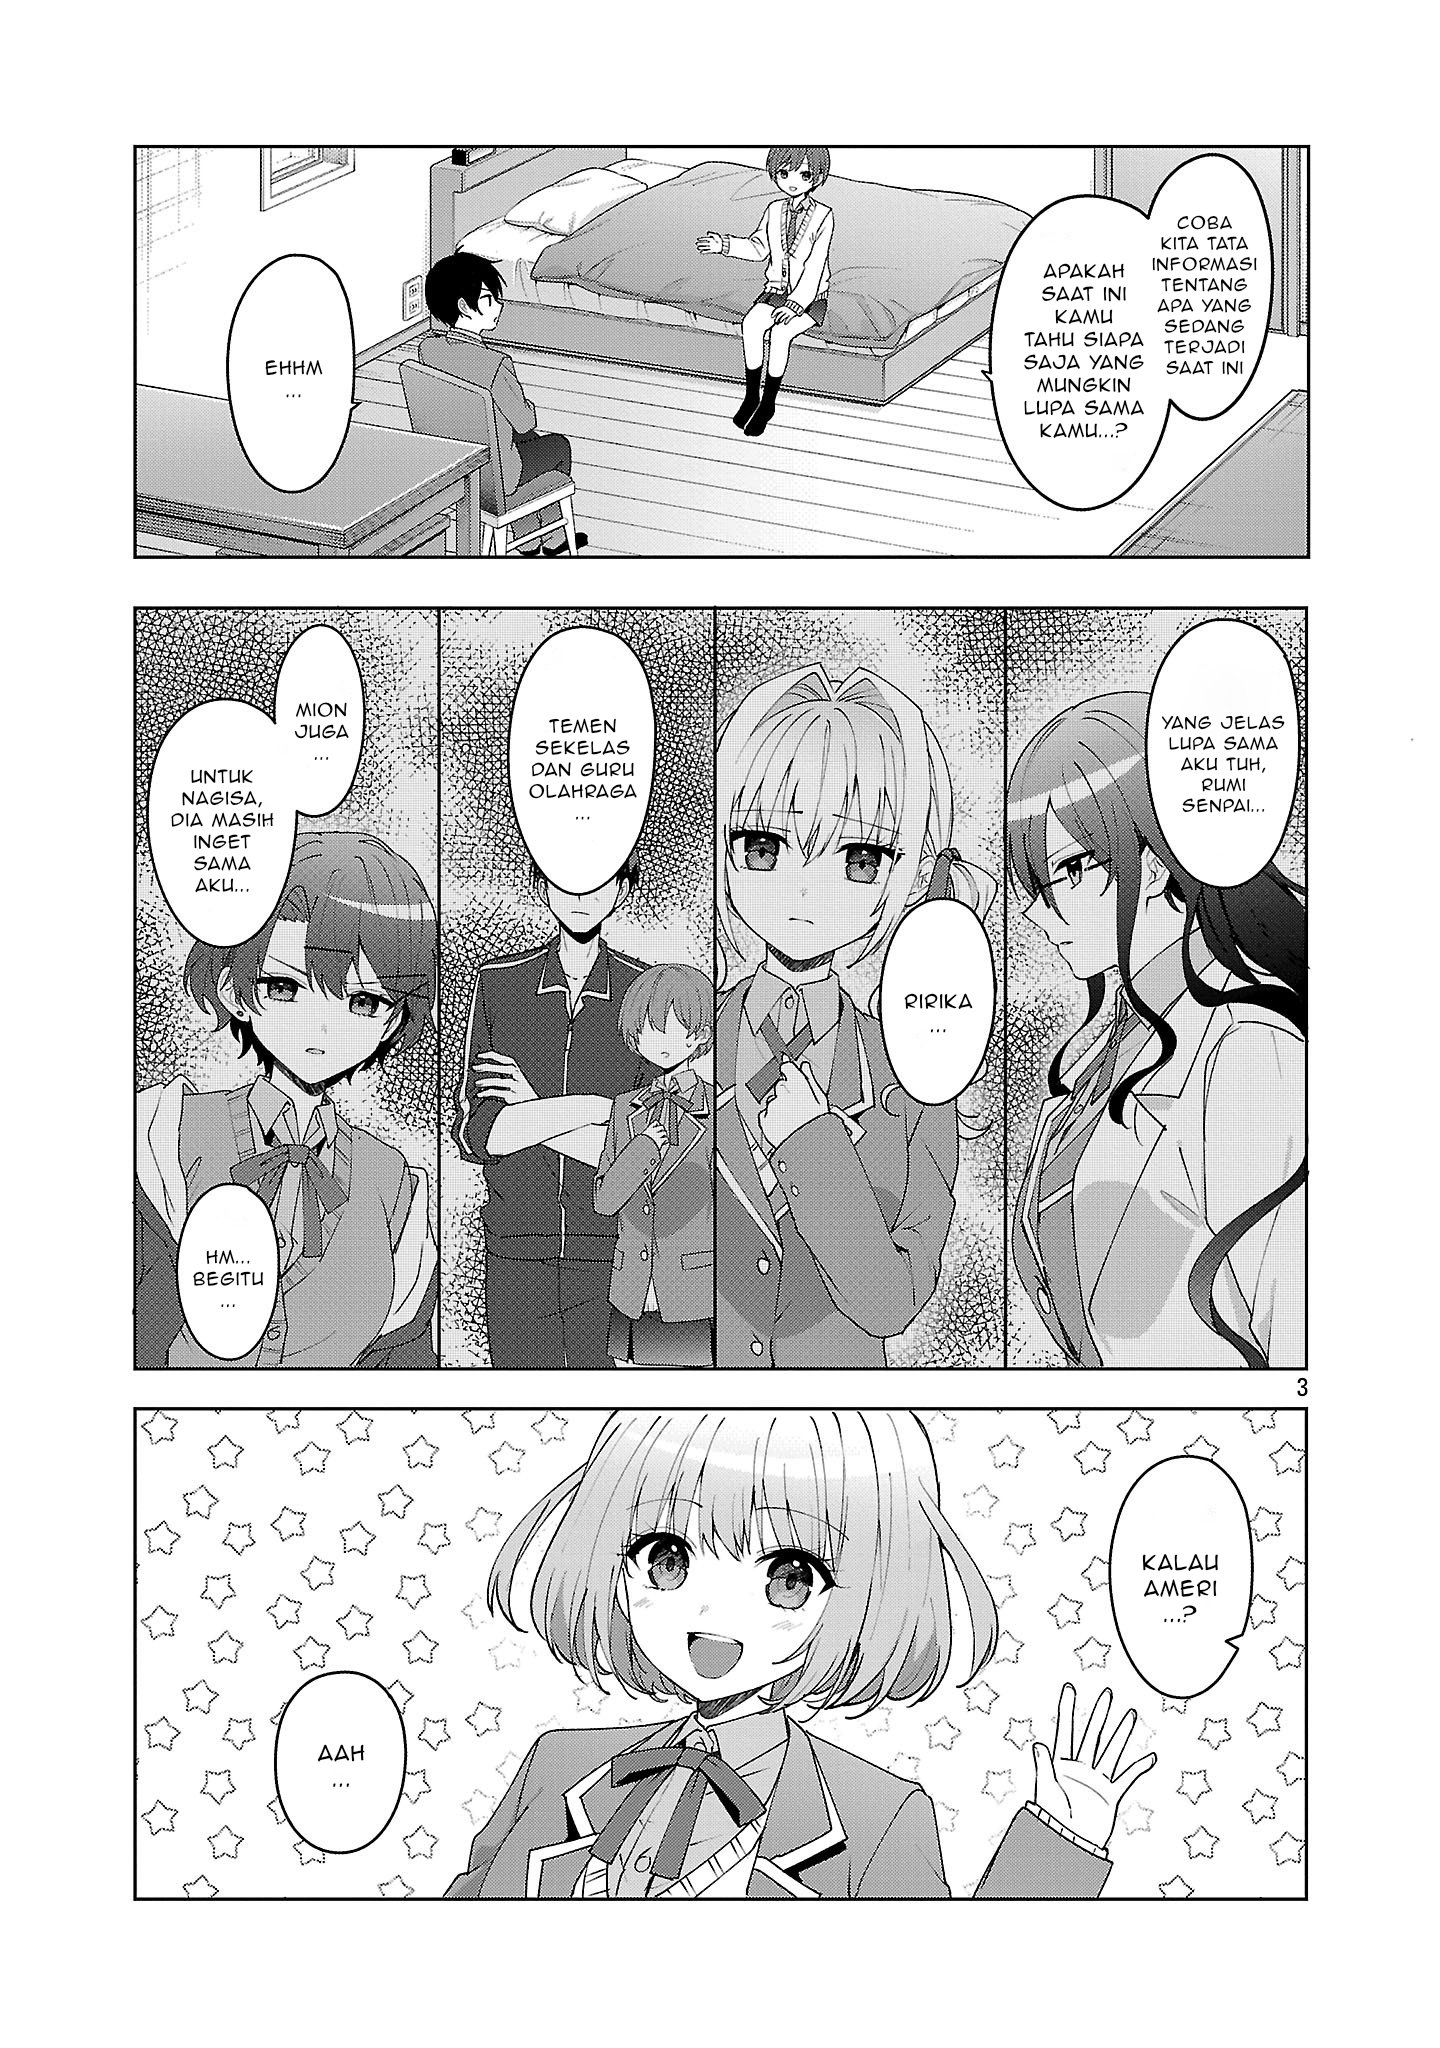 COBA
KITA TATA
INFORMASI
TENTANG
APA YANG
SEDANG
TERJADI
SAAT INI
APAKAH
SAAT INI
KAMU
TAHU SIAPA
SAJA YANG
MUNGKIN
LUPA SAMA
KAMU...?
EHHM
...
YANG JELAS
LUPA SAMA
AKU TUH,
RUMI
SENPAI...
RIRIKA
...
TEMEN
SEKELAS
DAN GURU
OLAHRAGA
...
MION
JUGA
...
UNTUK
NAGISA,
DIA MASIH
INGET
SAMA
AKU...
HM...
BEGITU
...
3
KALAU
AMERI
...?
AAH
...